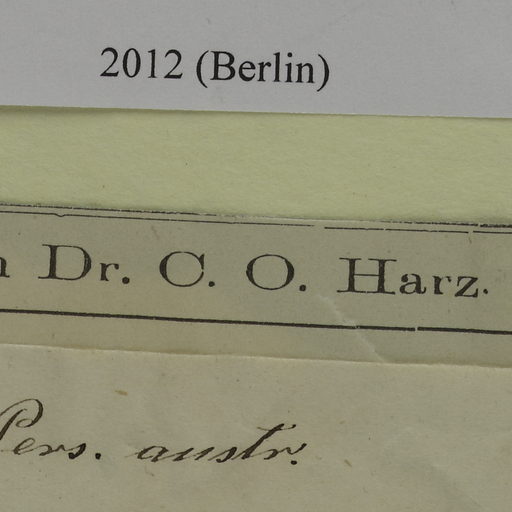 2012 (Berlin)
n Dr. C. O. Harz.
Pers. austr.